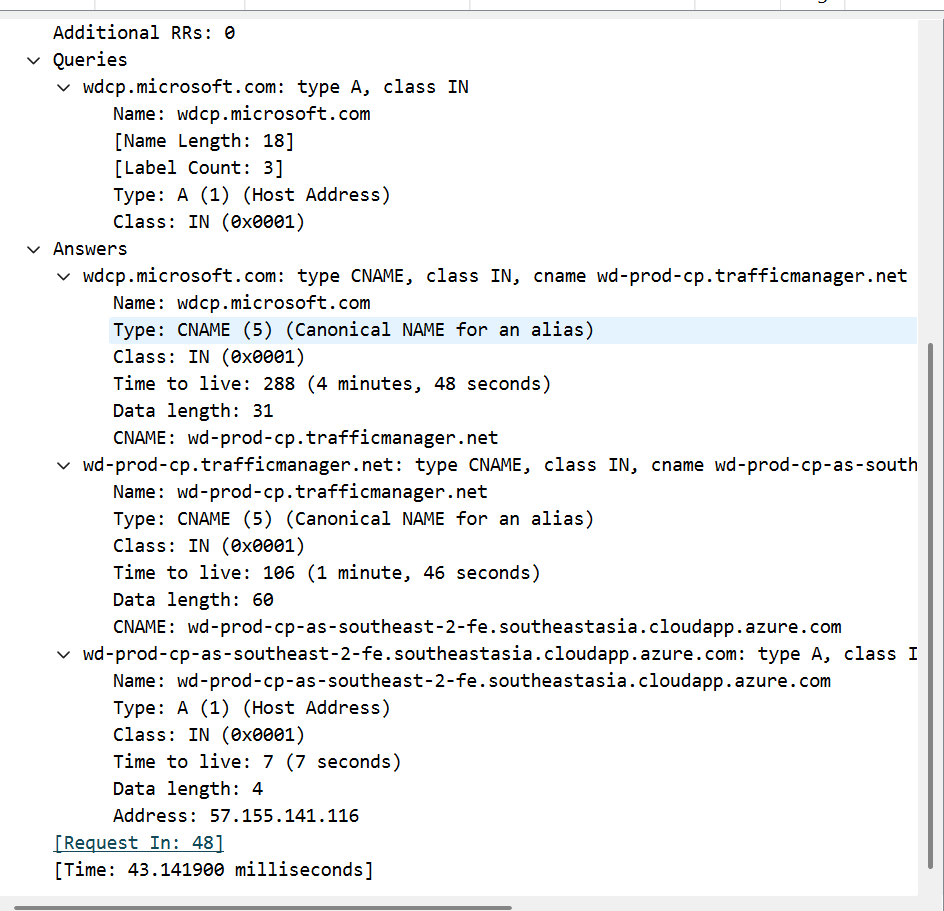 Additional RRs: 0
Queries
wdcp.microsoft.com: type A, class IN
Name: wdcp.microsoft.com
[Name Length: 18]
[Label Count: 3]
Type: A (1) (Host Address)
Class: IN (0x0001)
Answers
wdcp.microsoft.com: type CNAME, class IN, cname wd-prod-cp.trafficmanager.net
Name: wdcp.microsoft.com
Type: CNAME (5) (Canonical NAME for an alias)
Class: IN (0x0001)
Time to live: 288 (4 minutes, 48 seconds)
Data length: 31
CNAME: wd-prod-cp.trafficmanager.net
wd-prod-cp.trafficmanager.net: type CNAME, class IN, cname wd-prod-cp-as-south
Name: wd-prod-cp.trafficmanager.net
Type: CNAME (5) (Canonical NAME for an alias)
Class: IN (0x0001)
Time to live: 106 (1 minute, 46 seconds)
Data length: 60
CNAME: wd-prod-cp-as-southeast-2-fe.southeastasia.cloudapp.azure.com
wd-prod-cp-as-southeast-2-fe.southeastasia.cloudapp.azure.com: type A, class I
Name: wd-prod-cp-as-southeast-2-fe.southeastasia.cloudapp.azure.com
Type: A (1) (Host Address)
Class: IN (0x0001)
Time to live: 7 (7 seconds)
Data length: 4
Address: 57.155.141.116
[Request In: 48]
[Time: 43.141900 milliseconds]